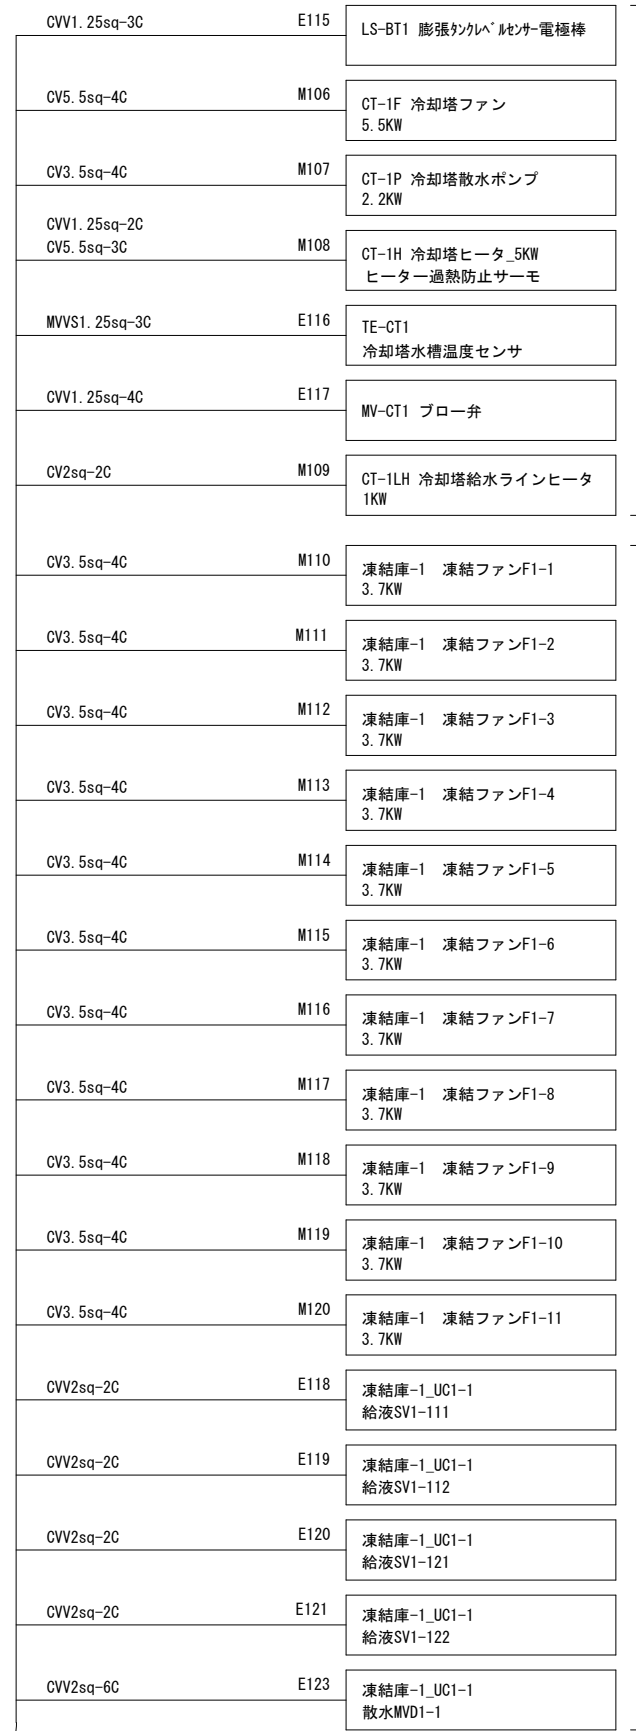 CVV1.25sq-3C E115
LS-BT1 膨張ﾀﾝｸﾚﾍﾞﾙｾﾝｻｰ電極棒
CV5.5sq-4C M106
CT-1F 冷却塔ファン
5.5KW
CV3.5sq-4C M107
CT-1P 冷却塔散水ポンプ
2.2KW
CVV1.25sq-2C
CV5.5sq-3C M108
CT-1H 冷却塔ヒータ_5KW
ヒーター過熱防止サーモ
MVVS1.25sq-3C E116
TE-CT1
冷却塔水槽温度センサ
CVV1.25sq-4C E117
MV-CT1 ブロー弁
CV2sq-2C M109
CT-1LH 冷却塔給水ラインヒータ
1KW
CV3.5sq-4C M110
凍結庫-1 凍結ファンF1-1
3.7KW
CV3.5sq-4C M111
凍結庫-1 凍結ファンF1-2
3.7KW
CV3.5sq-4C M112
凍結庫-1 凍結ファンF1-3
3.7KW
CV3.5sq-4C M113
凍結庫-1 凍結ファンF1-4
3.7KW
CV3.5sq-4C M114
凍結庫-1 凍結ファンF1-5
3.7KW
CV3.5sq-4C M115
凍結庫-1 凍結ファンF1-6
3.7KW
CV3.5sq-4C M116
凍結庫-1 凍結ファンF1-7
3.7KW
CV3.5sq-4C M117
凍結庫-1 凍結ファンF1-8
3.7KW
CV3.5sq-4C M118
凍結庫-1 凍結ファンF1-9
3.7KW
CV3.5sq-4C M119
凍結庫-1 凍結ファンF1-10
3.7KW
CV3.5sq-4C M120
凍結庫-1 凍結ファンF1-11
3.7KW
CVV2sq-2C E118
凍結庫-1_UC1-1
給液SV1-111
CVV2sq-2C E119
凍結庫-1_UC1-1
給液SV1-112
CVV2sq-2C E120
凍結庫-1_UC1-1
給液SV1-121
CVV2sq-2C E121
凍結庫-1_UC1-1
給液SV1-122
CVV2sq-6C E123
凍結庫-1_UC1-1
散水MVD1-1